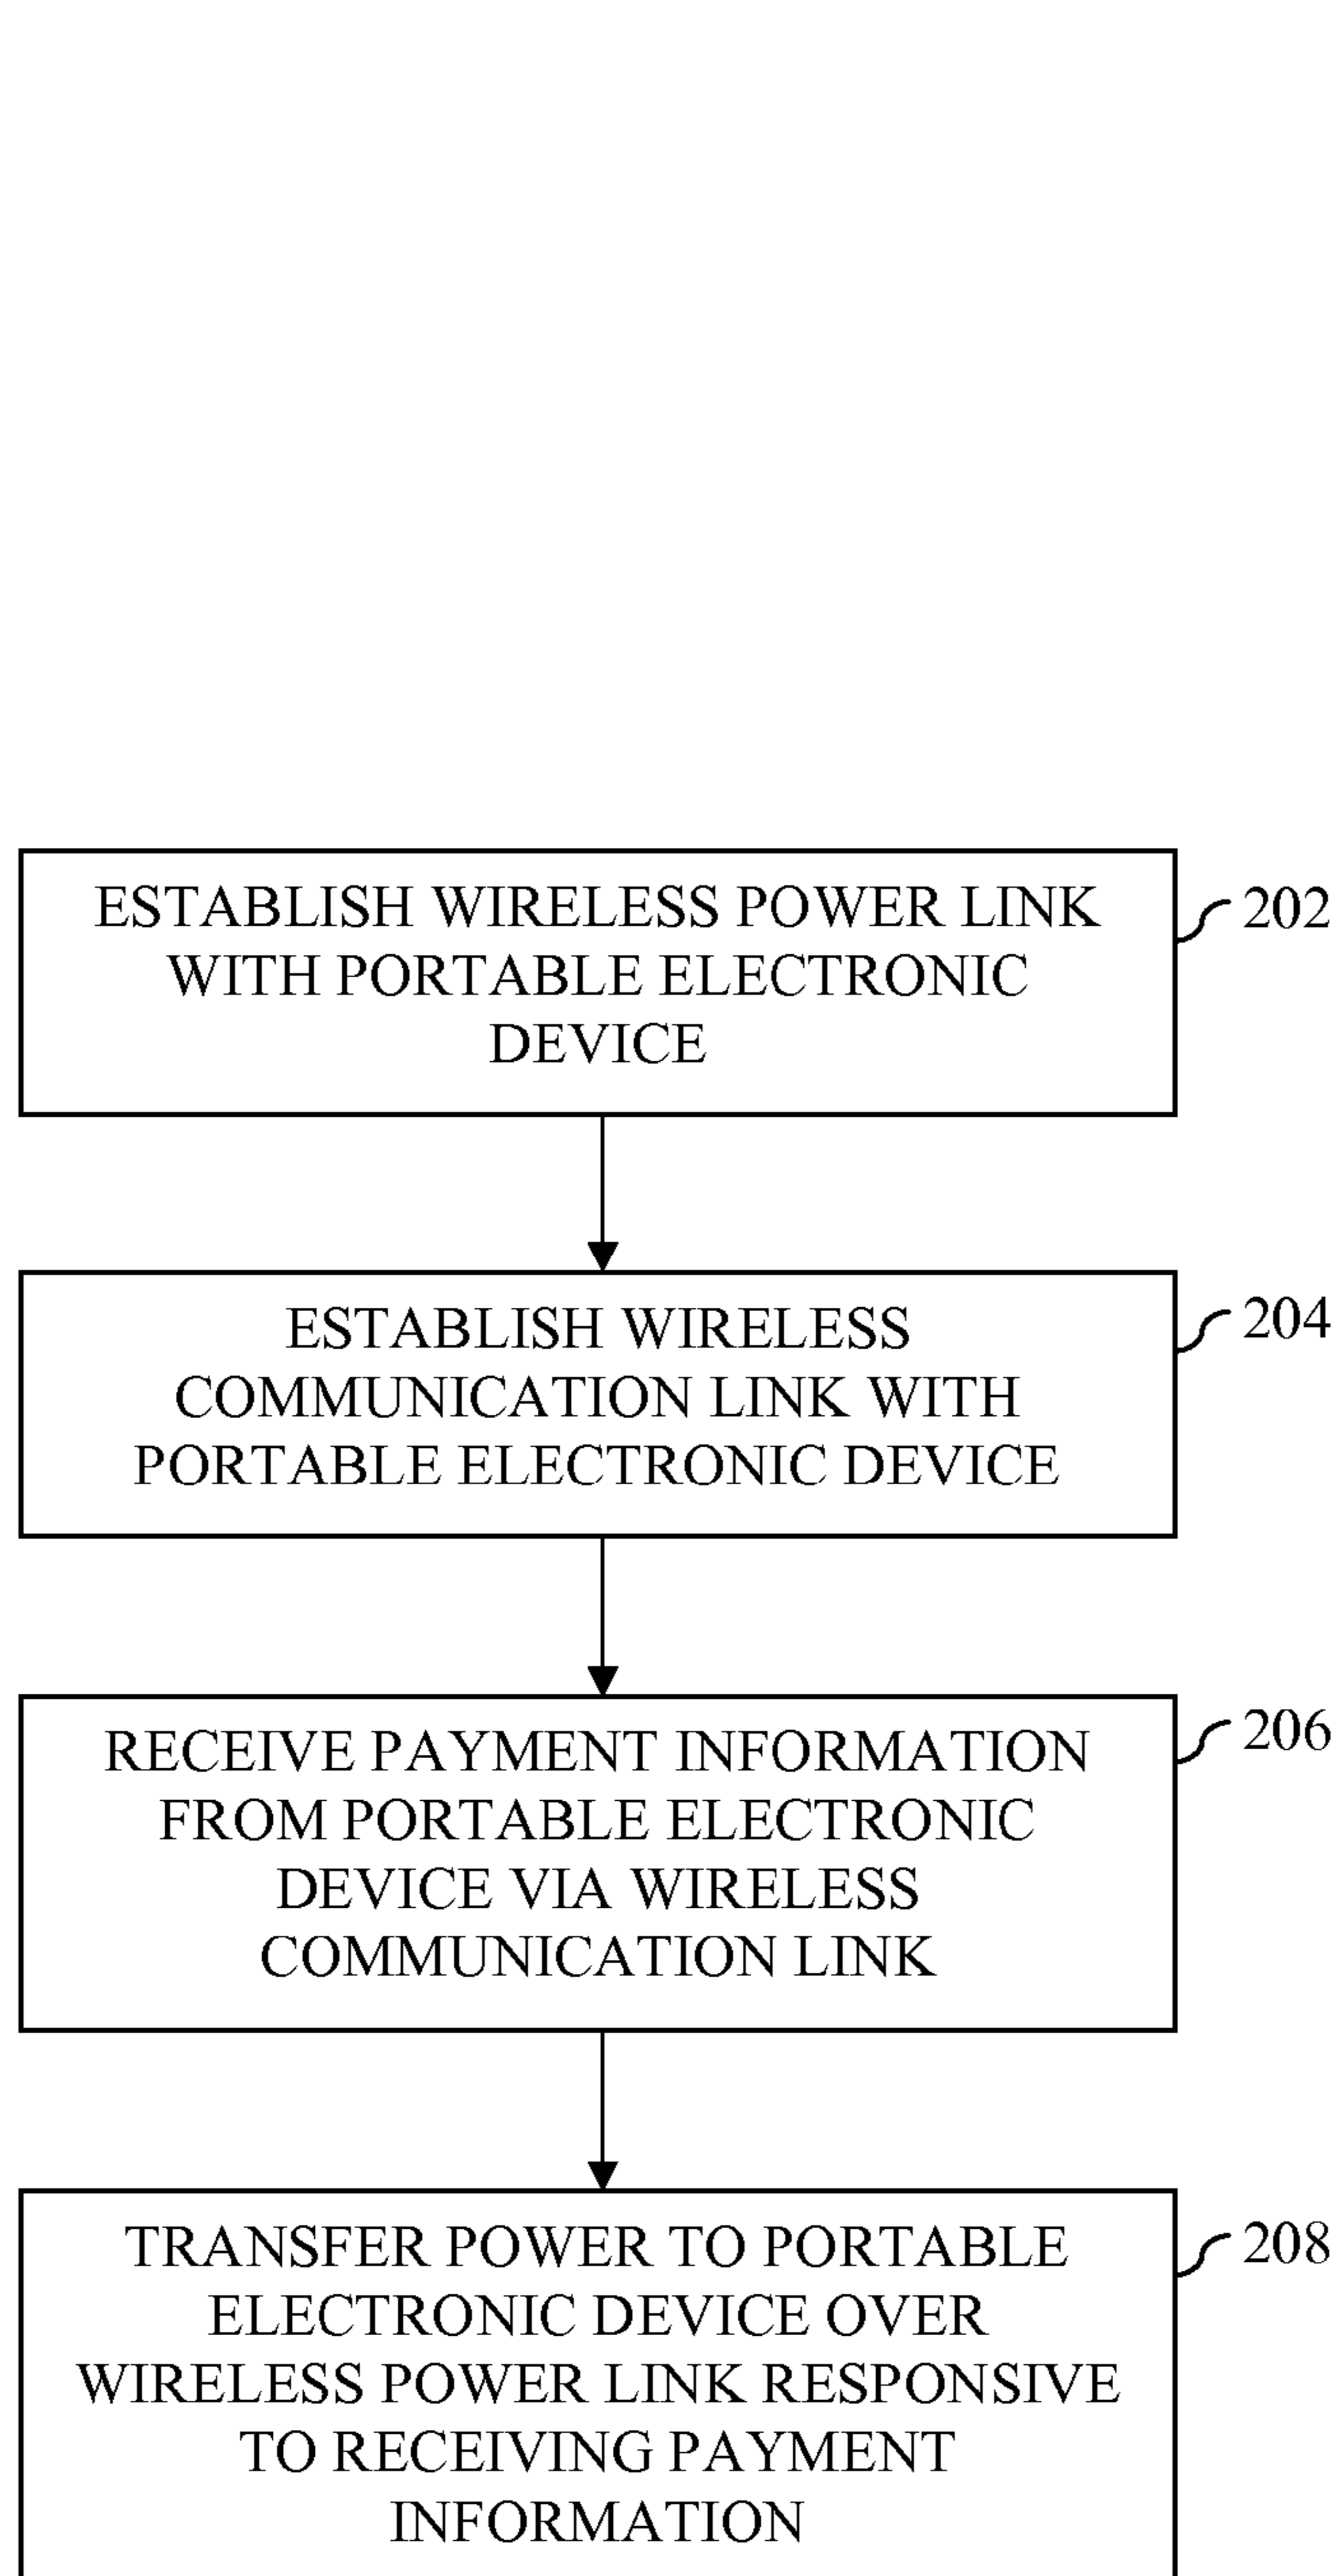 ESTABLISH WIRELESS POWER LINK
WITH PORTABLE ELECTRONIC
DEVICE
202
ESTABLISH WIRELESS
COMMUNICATION LINK WITH
PORTABLE ELECTRONIC DEVICE
204
RECEIVE PAYMENT INFORMATION
FROM PORTABLE ELECTRONIC
DEVICE VIA WIRELESS
COMMUNICATION LINK
206
TRANSFER POWER TO PORTABLE
ELECTRONIC DEVICE OVER
WIRELESS POWER LINK RESPONSIVE
TO RECEIVING PAYMENT
INFORMATION
208